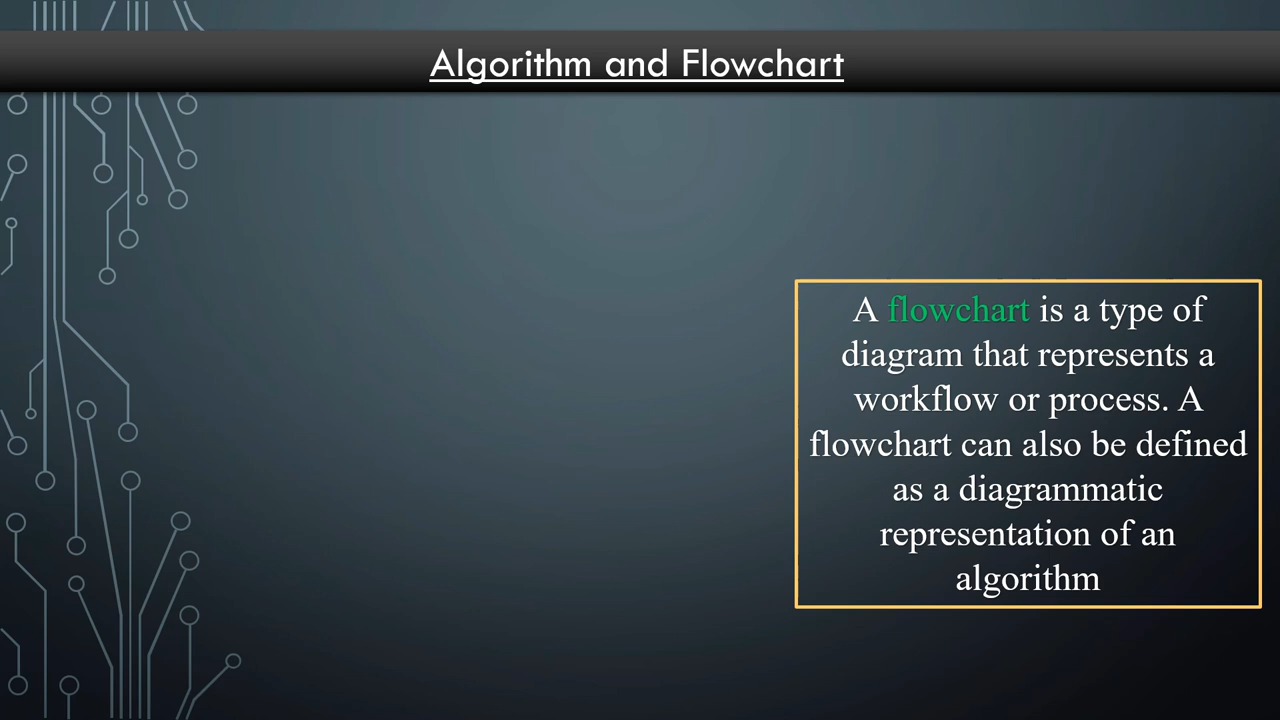 Algorithm and Flowchart
A flowchart is a type of
diagram that represents a
workflow or process. A
flowchart can also be defined
as a diagrammatic
representation of an
algorithm